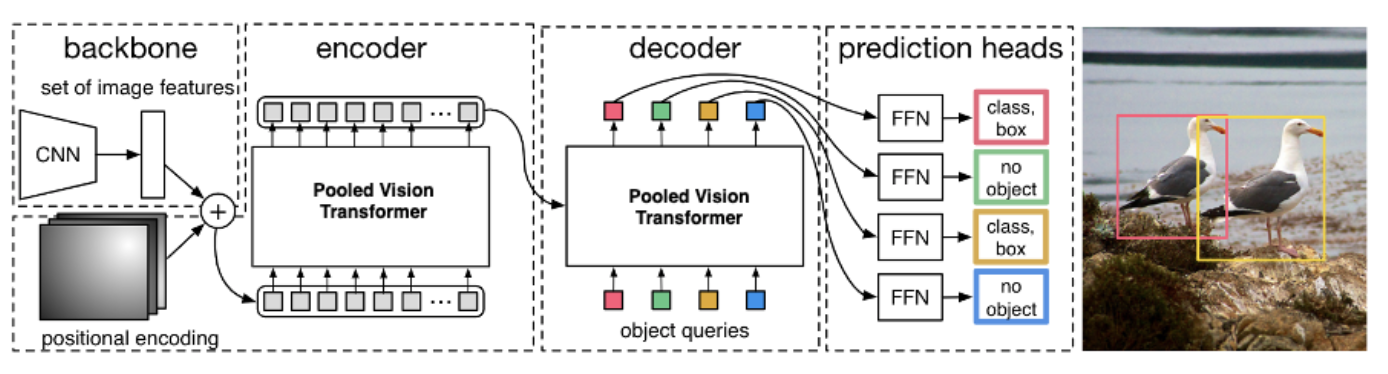 backbone
set of image features
CNN
+
positional encoding
encoder
...
Pooled Vision
Transformer
...
decoder
Pooled Vision
Transformer
object queries
prediction heads
FFN
class,
box
FFN
no
object
FFN
class,
box
FFN
no
object